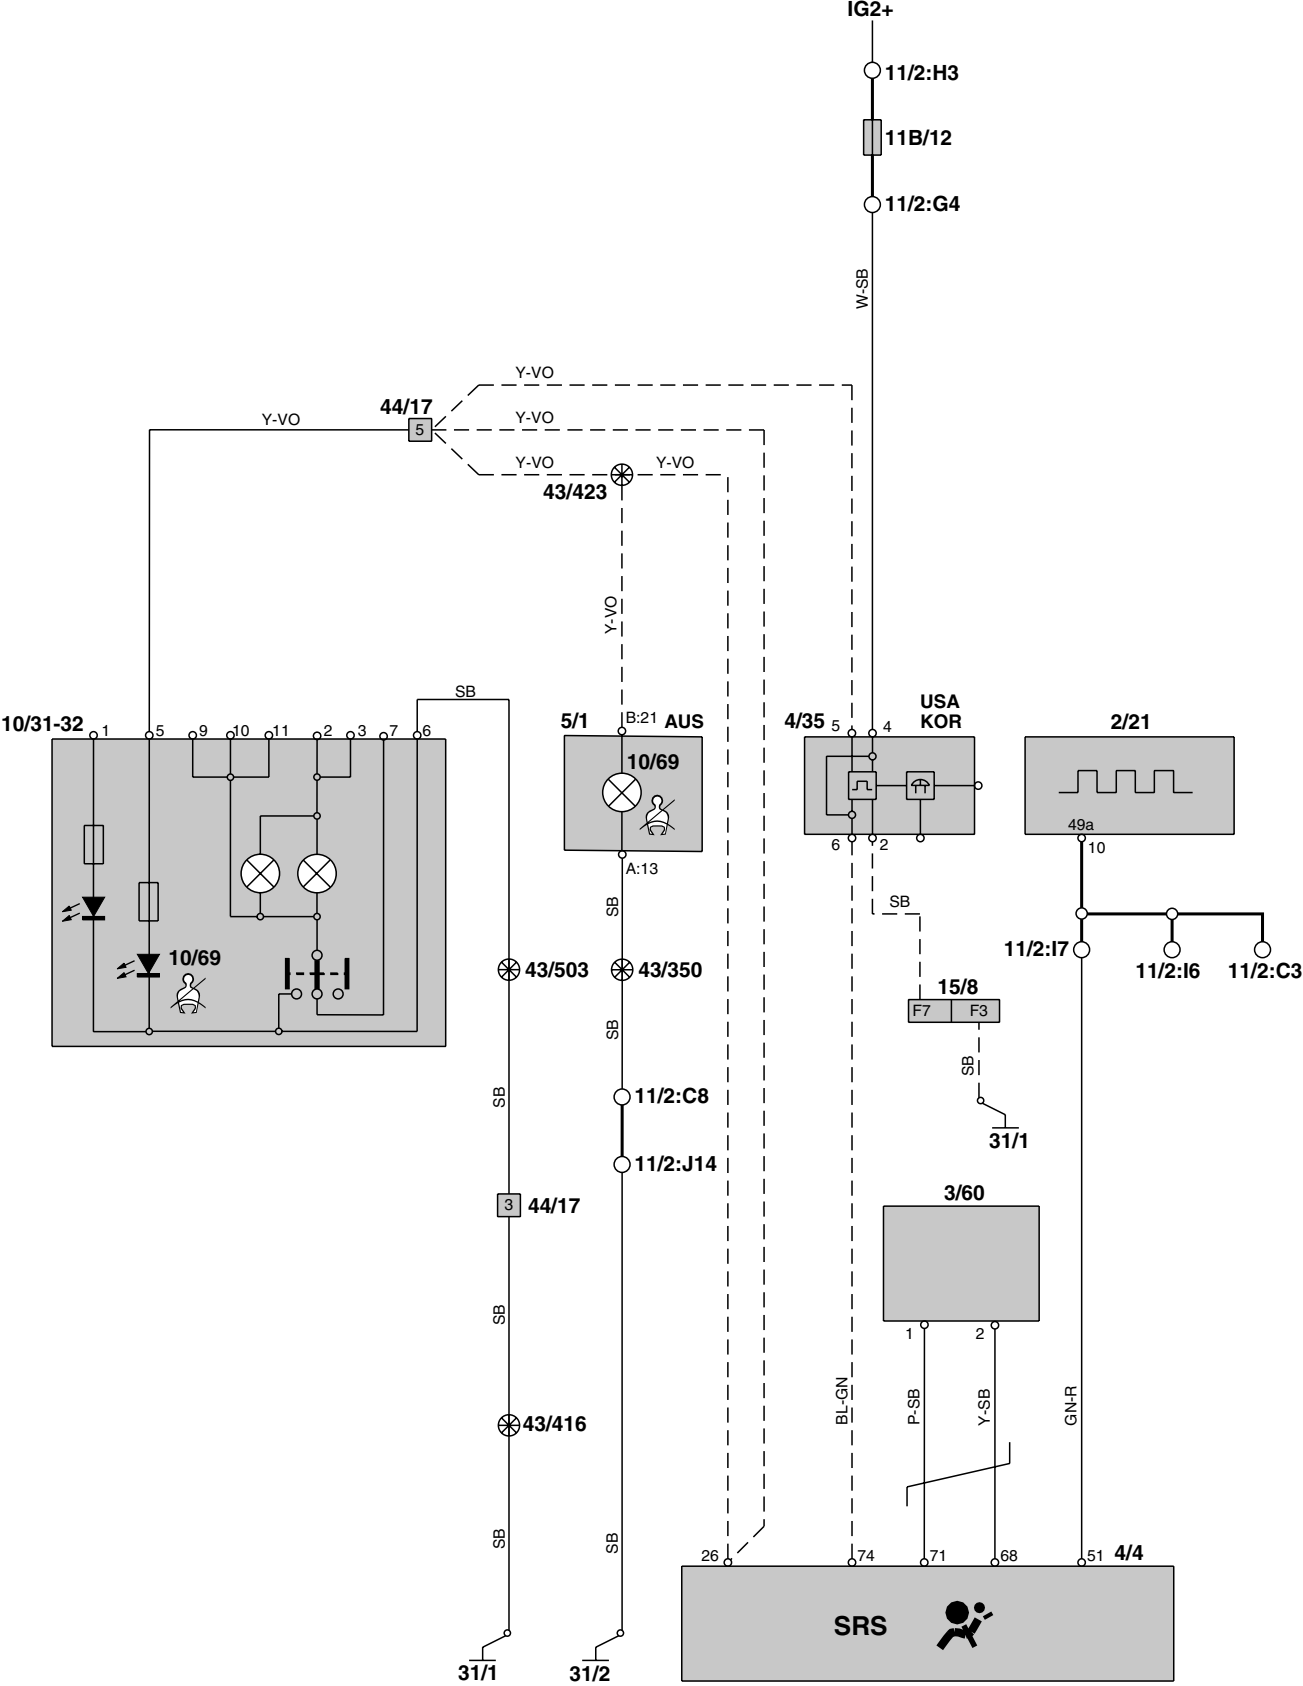 IG2+
11/2:H3
11B/12
11/2:G4
W-SB
Y-VO
44/17
Y-VO
5
Y-VO
Y-VO
Y-VO
43/423
Y-VO
SB
10/31-32
1
5
9
10
11
2
3
7
6
10/69
5/1
B:21
AUS
10/69
A:13
4/35
5
4
USA
KOR
6
2
2/21
49a
10
SB
SB
43/503
43/350
11/2:I7
11/2:I6
11/2:C3
15/8
F7
F3
SB
SB
31/1
SB
11/2:C8
11/2:J14
3
44/17
3/60
1
2
SB
BL-GN
P-SB
Y-SB
GN-R
43/416
SB
SB
26
74
71
68
51
4/4
SRS
31/1
31/2